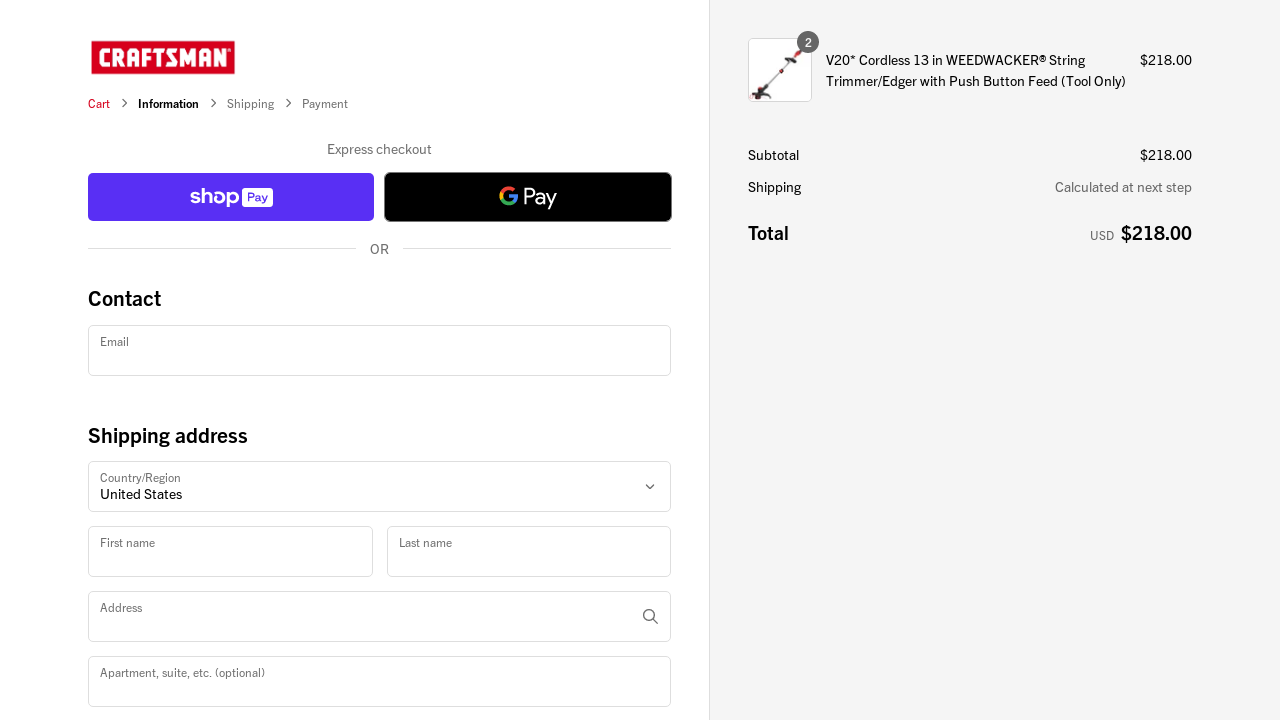 CRAFTSMAN
Cart > Information > Shipping > Payment
Express checkout
shop Pay
G Pay
OR
Contact
Email
Shipping address
Country/Region
United States
First name
Last name
Address
Apartment, suite, etc. (optional)
2
V20* Cordless 13 in WEEDWACKER® String $218.00
Trimmer/Edger with Push Button Feed (Tool Only)
Subtotal $218.00
Shipping Calculated at next step
Total USD $218.00